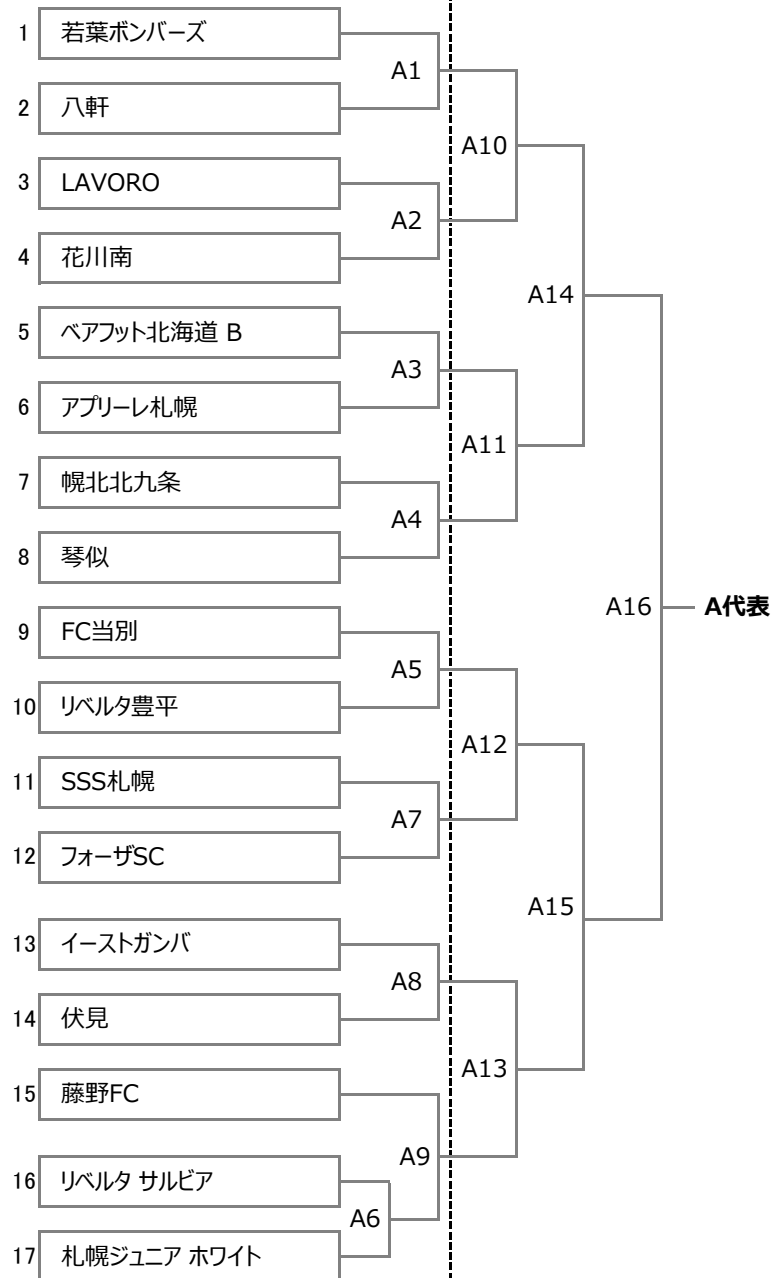 1 若葉ボンバーズ
A1
2 八軒
A10
3 LAVORO
A2
4 花川南
A14
5 ベアフット北海道 B
A3
6 アプリーレ札幌
A11
7 幌北北九条
A4
8 琴似
A16 A代表
9 FC当別
A5
10 リベルタ豊平
A12
11 SSS札幌
A7
12 フォーザSC
A15
13 イーストガンバ
A8
14 伏見
A13
15 藤野FC
A9
16 リベルタ サルビア
A6
17 札幌ジュニア ホワイト